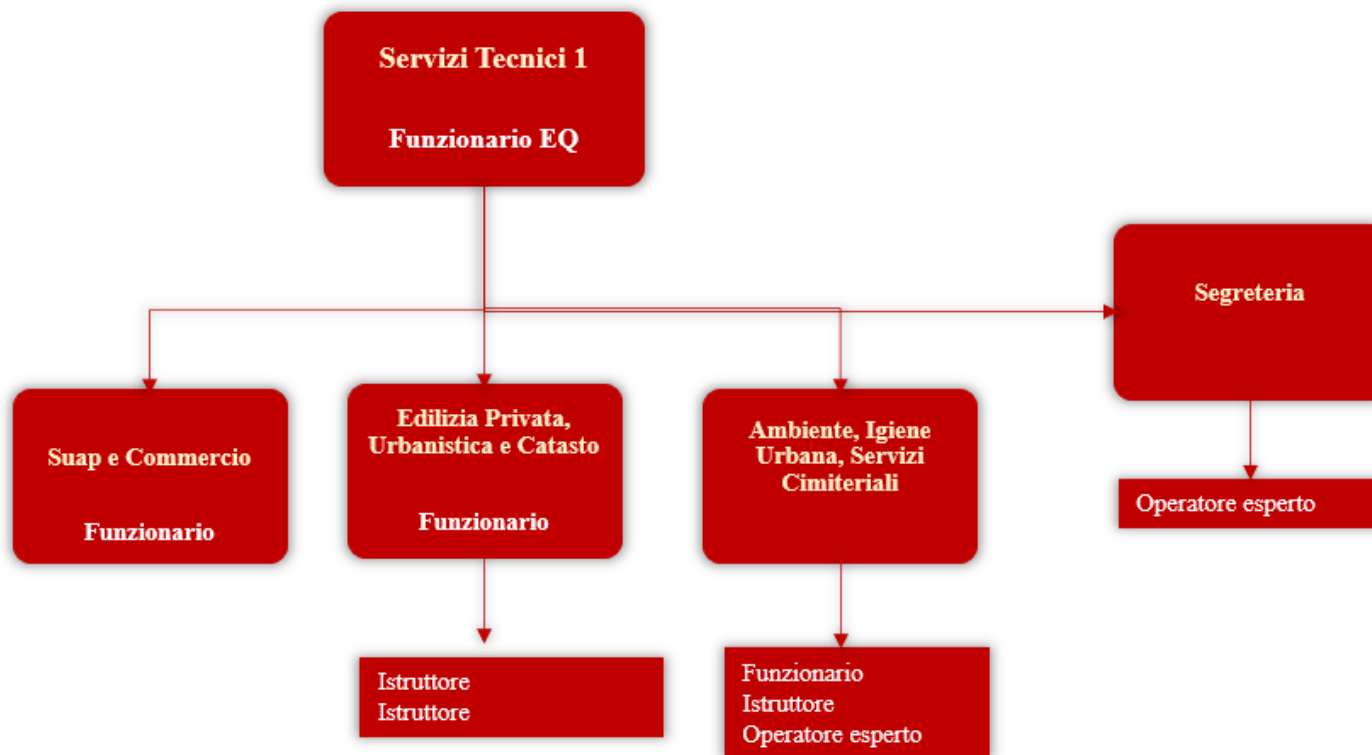 Servizi Tecnici 1
Funzionario EQ
Segreteria
Operatore esperto
Suap e Commercio
Funzionario
Edilizia Privata,
Urbanistica e Catasto
Funzionario
Istruttore
Istruttore
Ambiente, Igiene
Urbana, Servizi
Cimiteriali
Funzionario
Istruttore
Operatore esperto